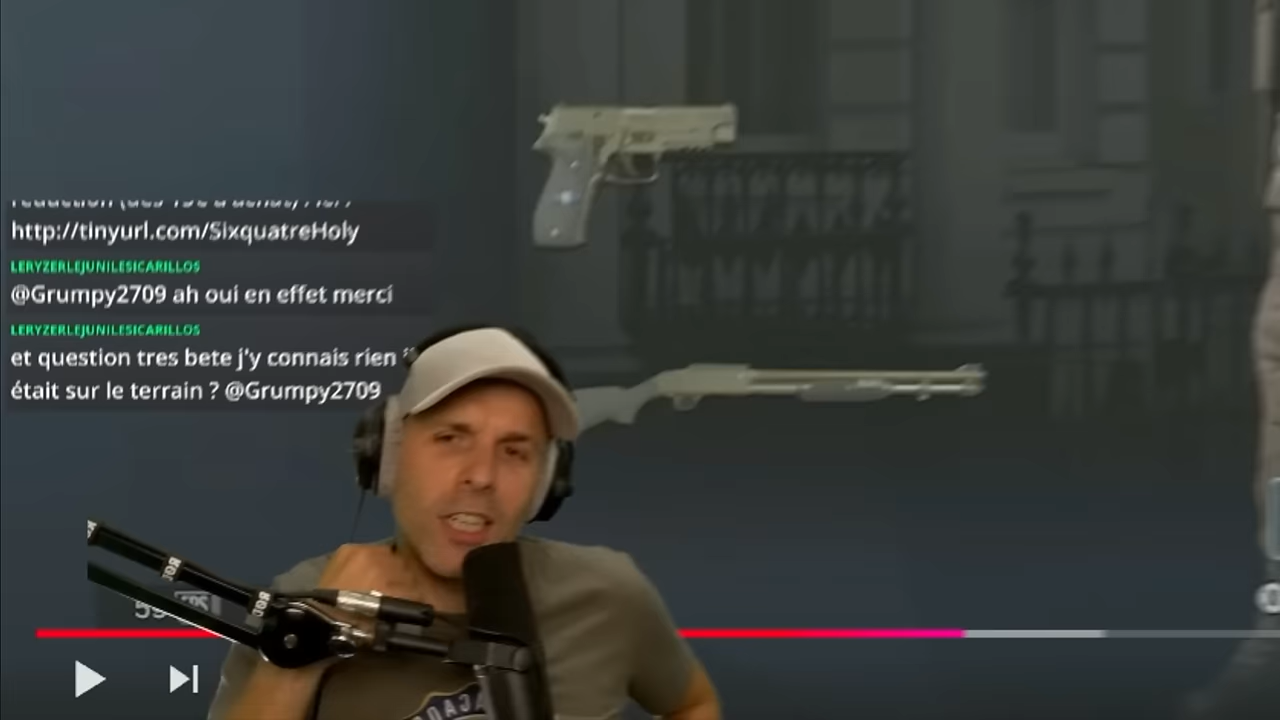 http://tinyurl.com/SixquatreHoly
LERYZERLEJUNILESICARILLOS
@Grumpy2709 ah oui en effet merci
LERYZERLEJUNILESICARILLOS
et question tres bete j'y connais rien
était sur le terrain ? @Grumpy2709